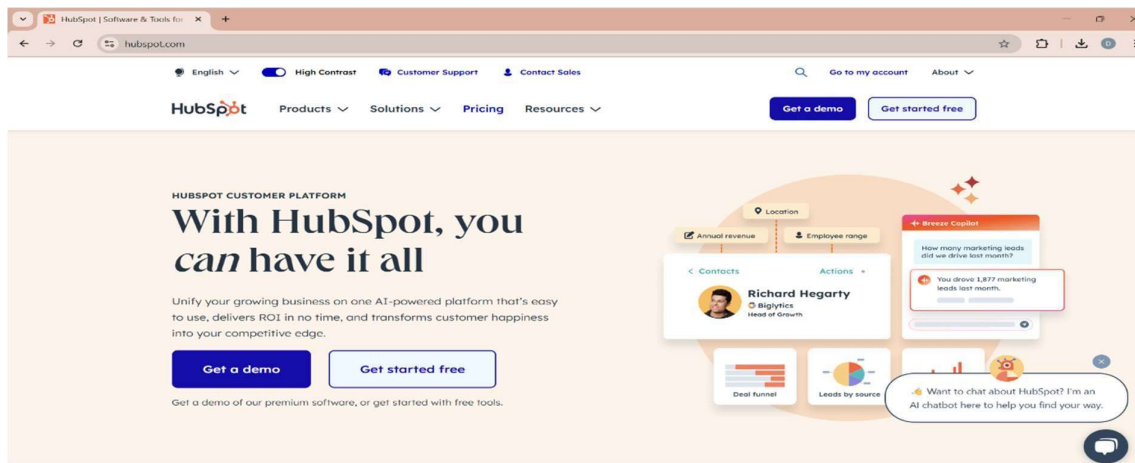 HubSpot | Software & Tools for
hubspot.com
D
English High Contrast Customer Support Contact Sales Go to my account About
HubSpot Products Solutions Pricing Resources Get a demo Get started free
HUBSPOT CUSTOMER PLATFORM
With HubSpot, you
can have it all
Unify your growing business on one AI-powered platform that's easy
to use, delivers ROI in no time, and transforms customer happiness
into your competitive edge.
Get a demo Get started free
Get a demo of our premium software, or get started with free tools.
Location
Annual revenue Employee range
Contacts Actions
Richard Hegarty
Biglytics
Head of Growth
Breeze Copilot
How many marketing leads
did we drive last month?
You drove 1,877 marketing
leads last month.
Deal funnel Leads by source
Want to chat about HubSpot? I'm an
AI chatbot here to help you find your way.